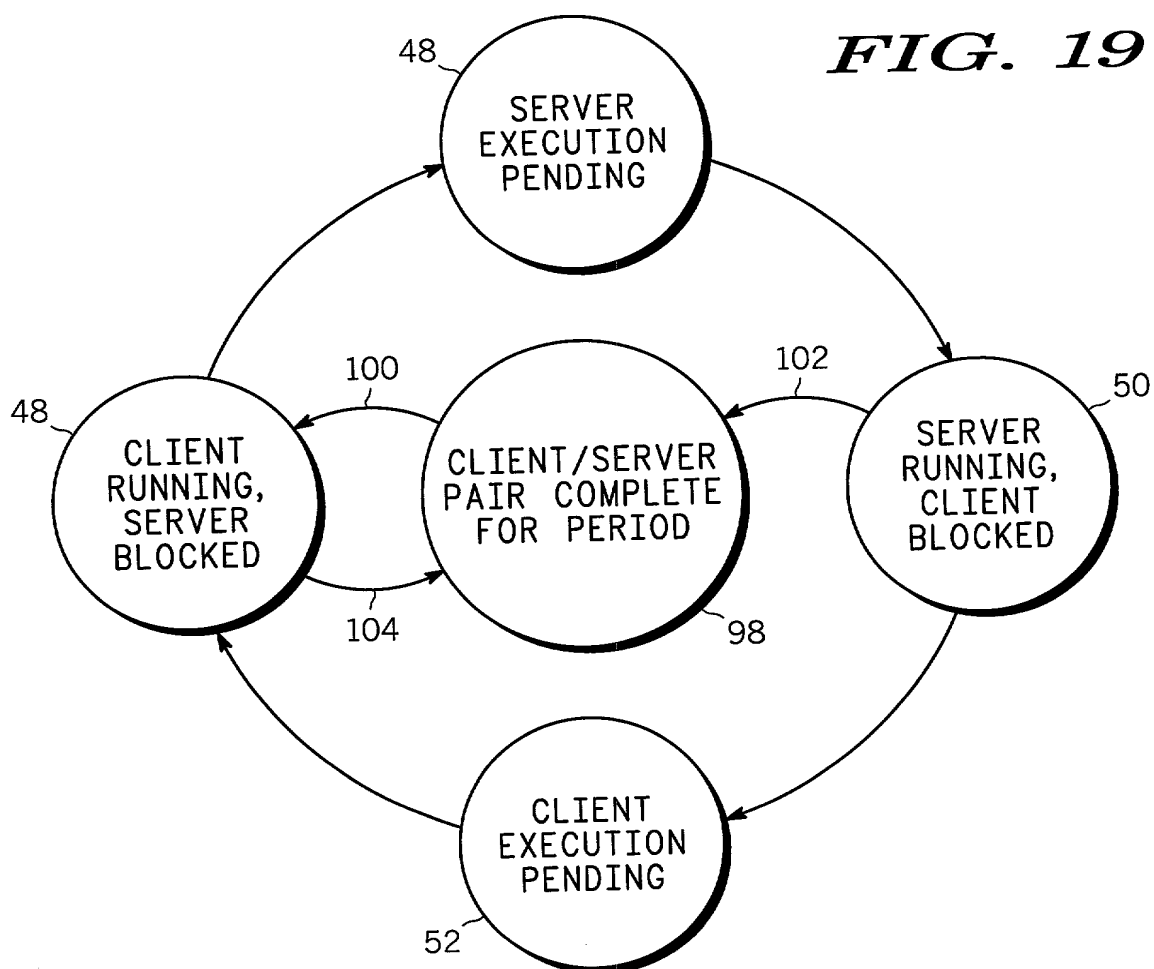 FIG. 19
48
SERVER
EXECUTION
PENDING
100
102
48
50
CLIENT
RUNNING,
SERVER
BLOCKED
CLIENT/SERVER
PAIR COMPLETE
FOR PERIOD
SERVER
RUNNING,
CLIENT
BLOCKED
104
98
CLIENT
EXECUTION
PENDING
52